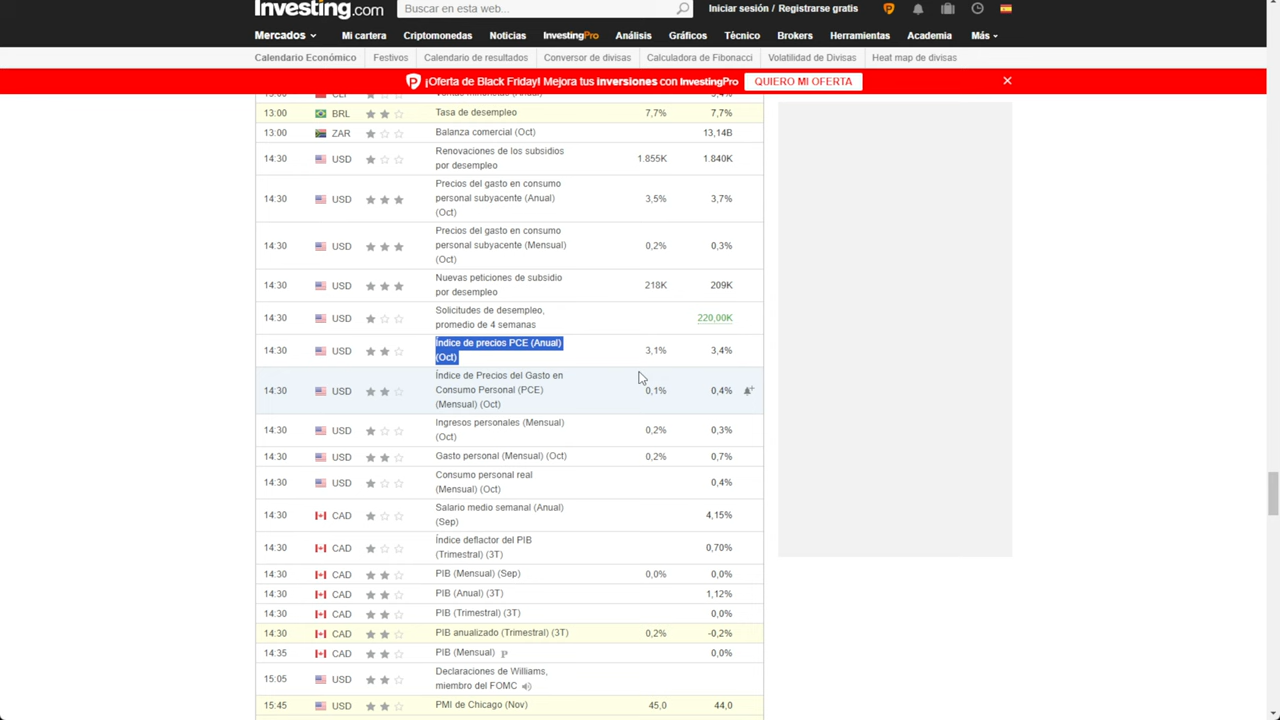 Investing.com
Buscar en esta web...
Iniciar sesión / Registrarse gratis
Mercados
Mi cartera
Criptomonedas
Noticias
InvestingPro
Análisis
Gráficos
Técnico
Brokers
Herramientas
Academia
Más
Calendario Económico
Festivos
Calendario de resultados
Conversor de divisas
Calculadora de Fibonacci
Volatilidad de Divisas
Heat map de divisas
¡Oferta de Black Friday! Mejora tus inversiones con InvestingPro
QUIERO MI OFERTA
13:00 BRL Tasa de desempleo 7,7% 7,7%
13:00 ZAR Balanza comercial (Oct) 13,14B
Renovaciones de los subsidios
14:30 USD 1.855K 1.840K
por desempleo
Precios del gasto en consumo
14:30 USD personal subyacente (Anual) 3,5% 3,7%
(Oct)
Precios del gasto en consumo
14:30 USD personal subyacente (Mensual) 0,2% 0,3%
(Oct)
Nuevas peticiones de subsidio
14:30 USD 218K 209K
por desempleo
Solicitudes de desempleo,
14:30 USD 220,00K
promedio de 4 semanas
Índice de precios PCE (Anual)
14:30 USD 3,1% 3,4%
(Oct)
Índice de Precios del Gasto en
14:30 USD Consumo Personal (PCE) 0,1% 0,4%
(Mensual) (Oct)
Ingresos personales (Mensual)
14:30 USD 0,2% 0,3%
(Oct)
14:30 USD Gasto personal (Mensual) (Oct) 0,2% 0,7%
Consumo personal real
14:30 USD 0,4%
(Mensual) (Oct)
Salario medio semanal (Anual)
14:30 CAD 4,15%
(Sep)
Índice deflactor del PIB
14:30 CAD 0,70%
(Trimestral) (3T)
14:30 CAD PIB (Mensual) (Sep) 0,0% 0,0%
14:30 CAD PIB (Anual) (3T) 1,12%
14:30 CAD PIB (Trimestral) (3T) 0,0%
14:30 CAD PIB anualizado (Trimestral) (3T) 0,2% -0,2%
14:35 CAD PIB (Mensual) P 0,0%
Declaraciones de Williams,
15:05 USD
miembro del FOMC
15:45 USD PMI de Chicago (Nov) 45,0 44,0